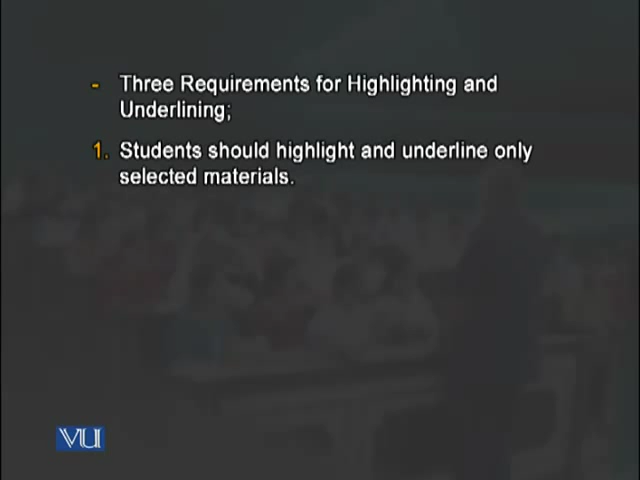 - Three Requirements for Highlighting and
Underlining;
1. Students should highlight and underline only
selected materials.
VU